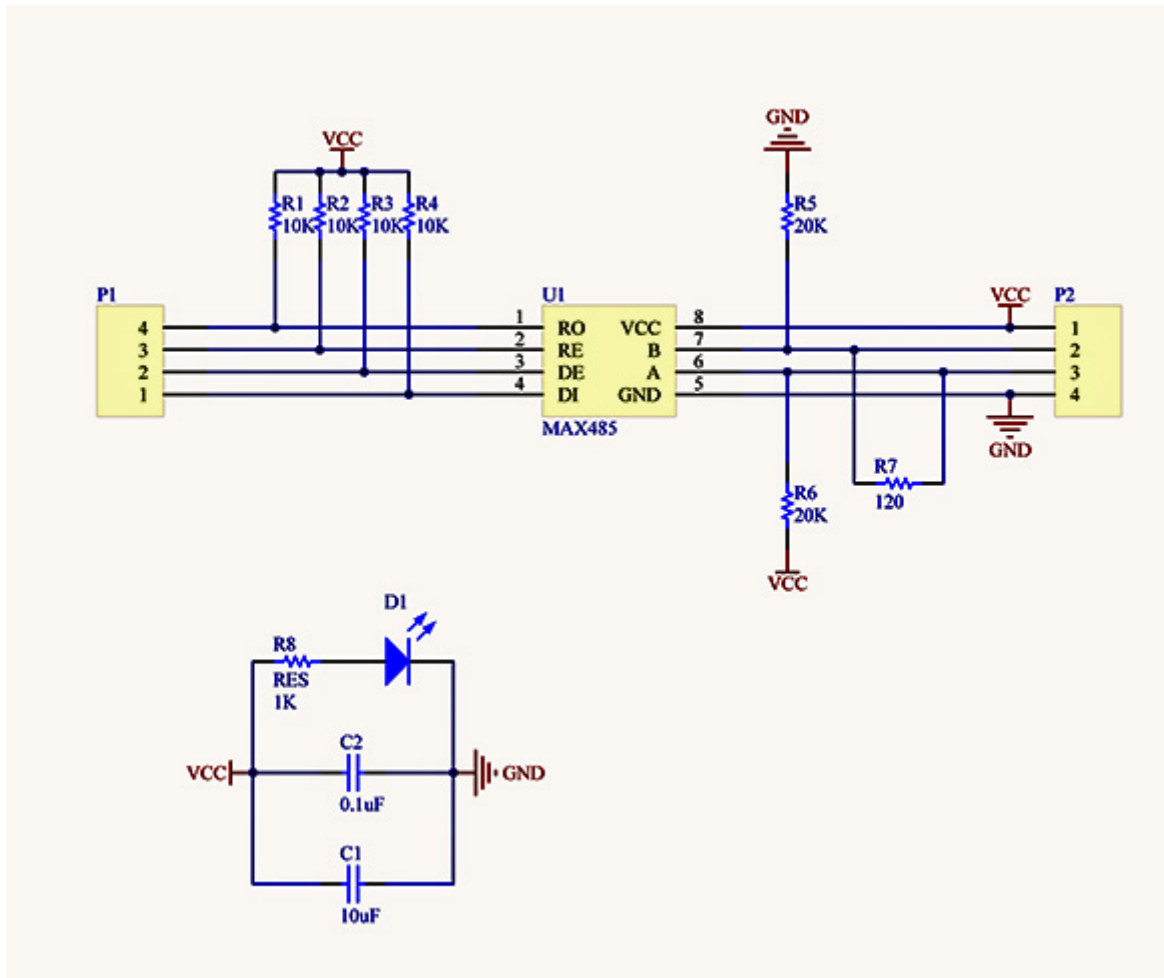 GND
VCC
R1
10K
R2
10K
R3
10K
R4
10K
R5
20K
P1
4
3
2
1
U1
1
2
3
4
RO
RE
DE
DI
VCC
B
A
GND
8
7
6
5
MAX485
VCC
P2
1
2
3
4
GND
R7
120
R6
20K
VCC
D1
R8
RES
1K
C2
0.1uF
VCC
GND
C1
10uF